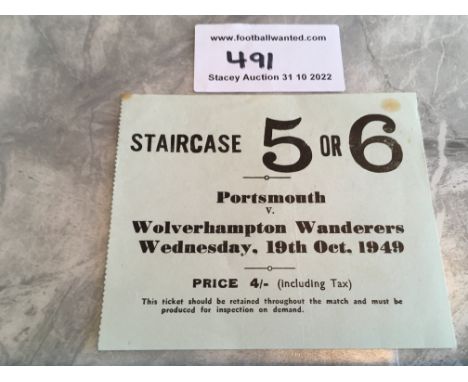 www.footballwanted.com
491
Stacey Auction 31 10 2022
STAIRCASE 5 OR 6
Portsmouth
v.
Wolverhampton Wanderers
Wednesday, 19th Oct, 1949
PRICE 4/- (including Tax)
This ticket should be retained throughout the match and must be
produced for inspection on demand.